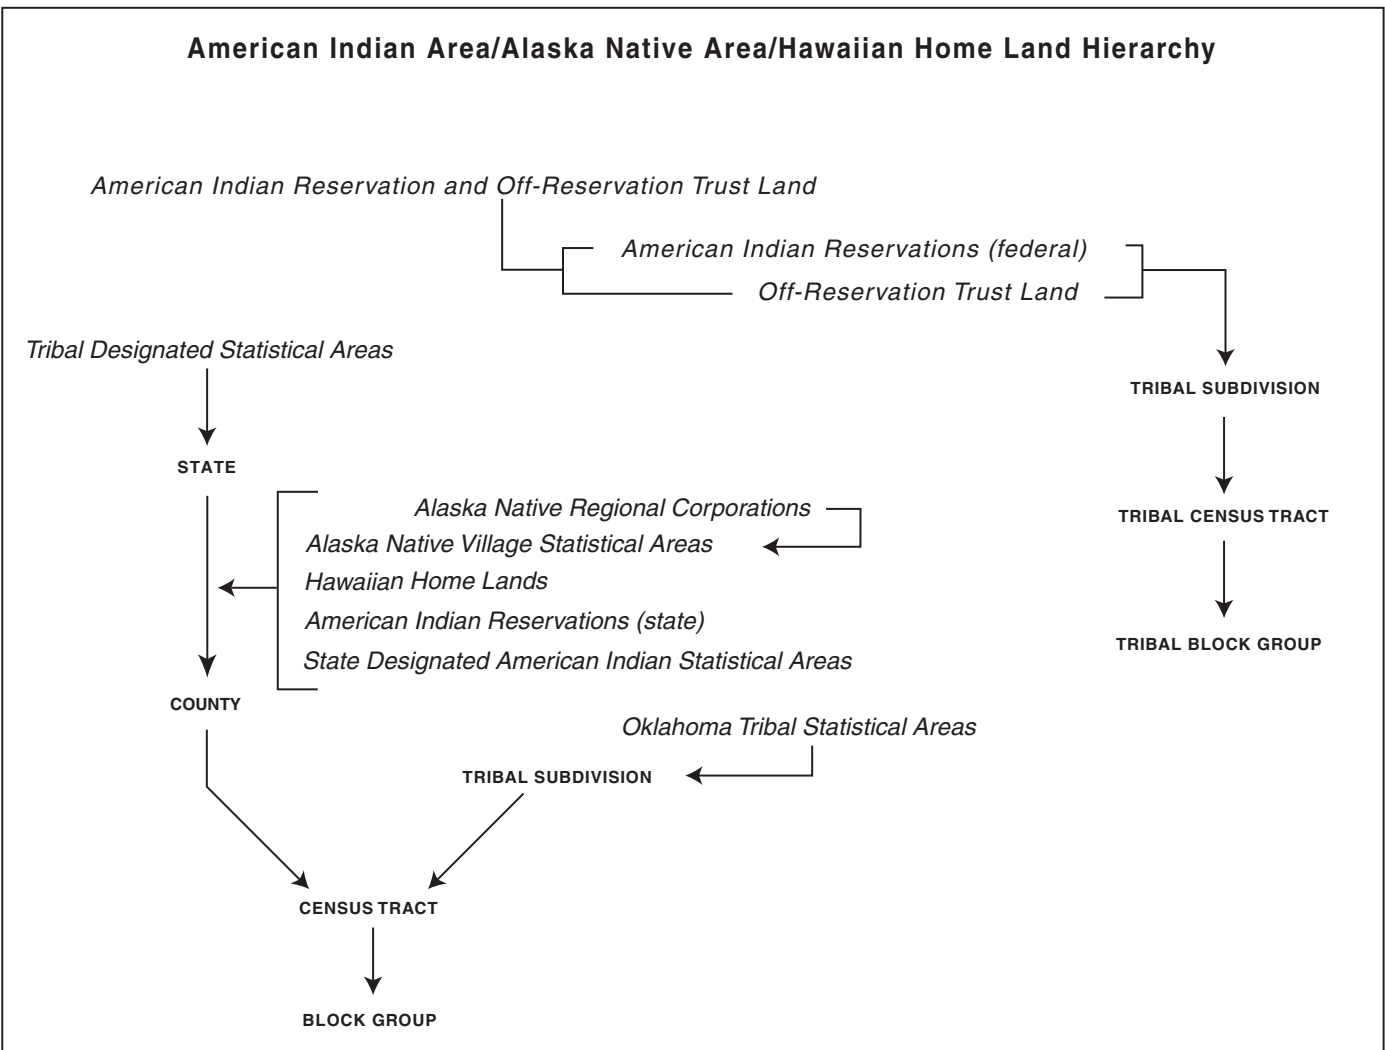 American Indian Area/Alaska Native Area/Hawaiian Home Land Hierarchy
American Indian Reservation and Off-Reservation Trust Land
American Indian Reservations (federal)
Off-Reservation Trust Land
Tribal Designated Statistical Areas
TRIBAL SUBDIVISION
STATE
Alaska Native Regional Corporations
TRIBAL CENSUS TRACT
Alaska Native Village Statistical Areas
Hawaiian Home Lands
American Indian Reservations (state)
TRIBAL BLOCK GROUP
State Designated American Indian Statistical Areas
COUNTY
Oklahoma Tribal Statistical Areas
TRIBAL SUBDIVISION
CENSUS TRACT
BLOCK GROUP